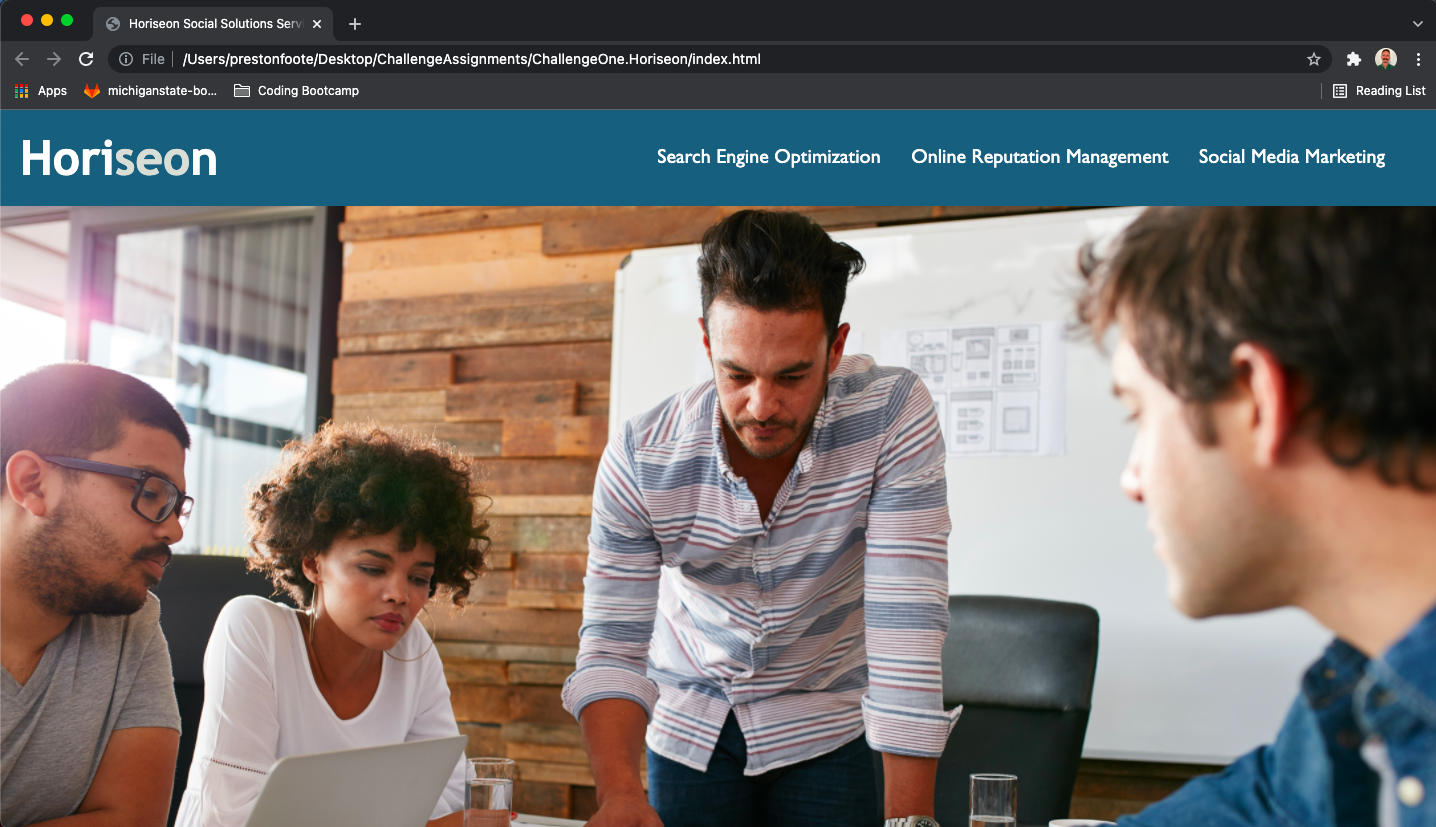 Horiseon Social Solutions Serv
File /Users/prestonfoote/Desktop/ChallengeAssignments/ChallengeOne.Horiseon/index.html
Apps michiganstate-bo... Coding Bootcamp Reading List
Horiseon Search Engine Optimization Online Reputation Management Social Media Marketing